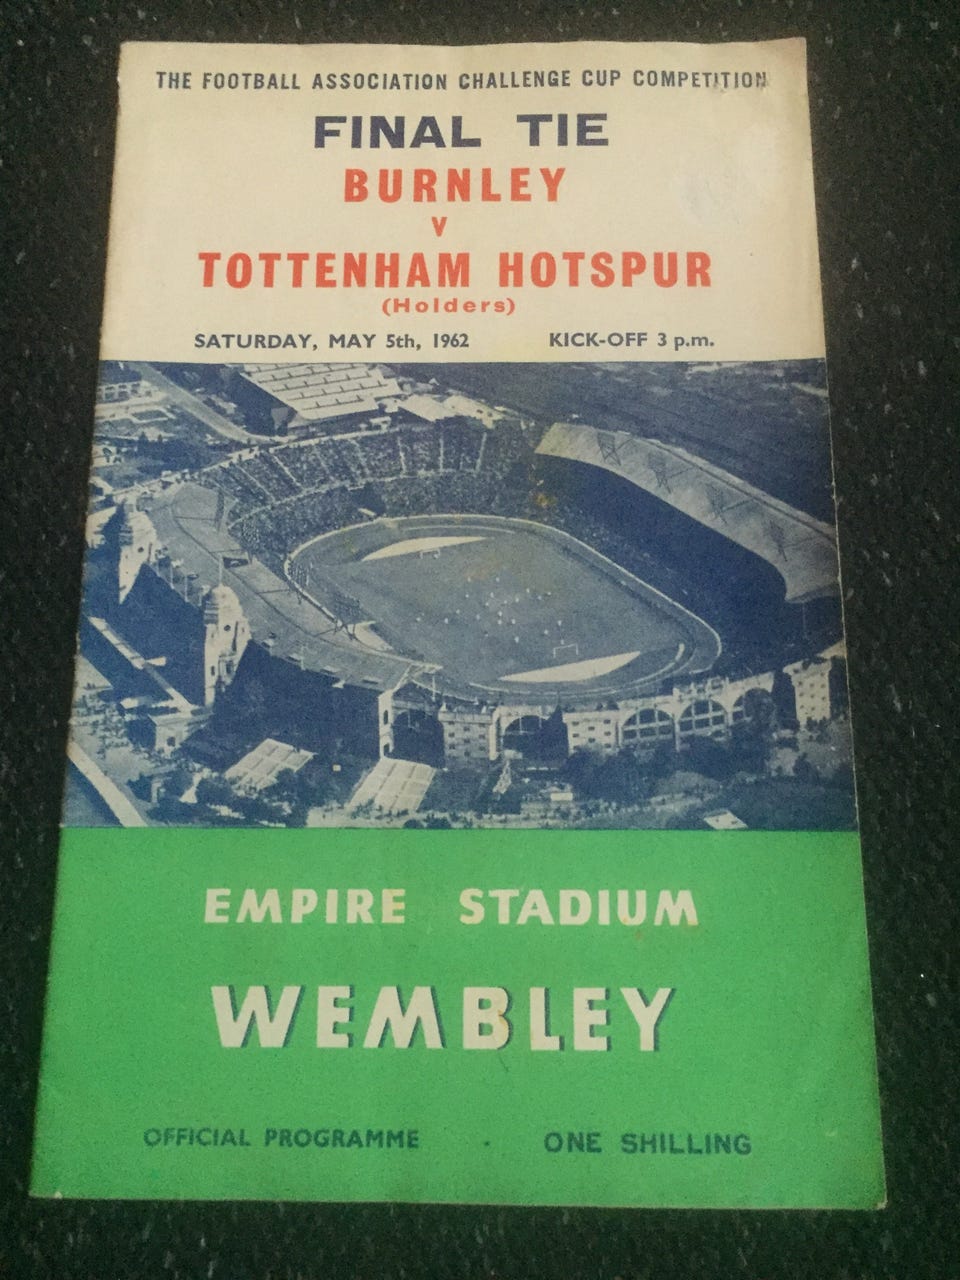 THE FOOTBALL ASSOCIATION CHALLENGE CUP COMPETITION
FINAL TIE
BURNLEY
V
TOTTENHAM HOTSPUR
(Holders)
SATURDAY, MAY 5th, 1962 KICK-OFF 3 p.m.
EMPIRE STADIUM
WEMBLEY
OFFICIAL PROGRAMME · ONE SHILLING